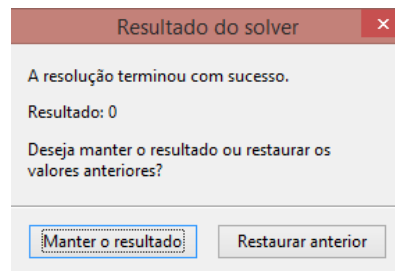 Resultado do solver
A resolução terminou com sucesso.
Resultado: 0
Deseja manter o resultado ou restaurar os
valores anteriores?
Manter o resultado
Restaurar anterior